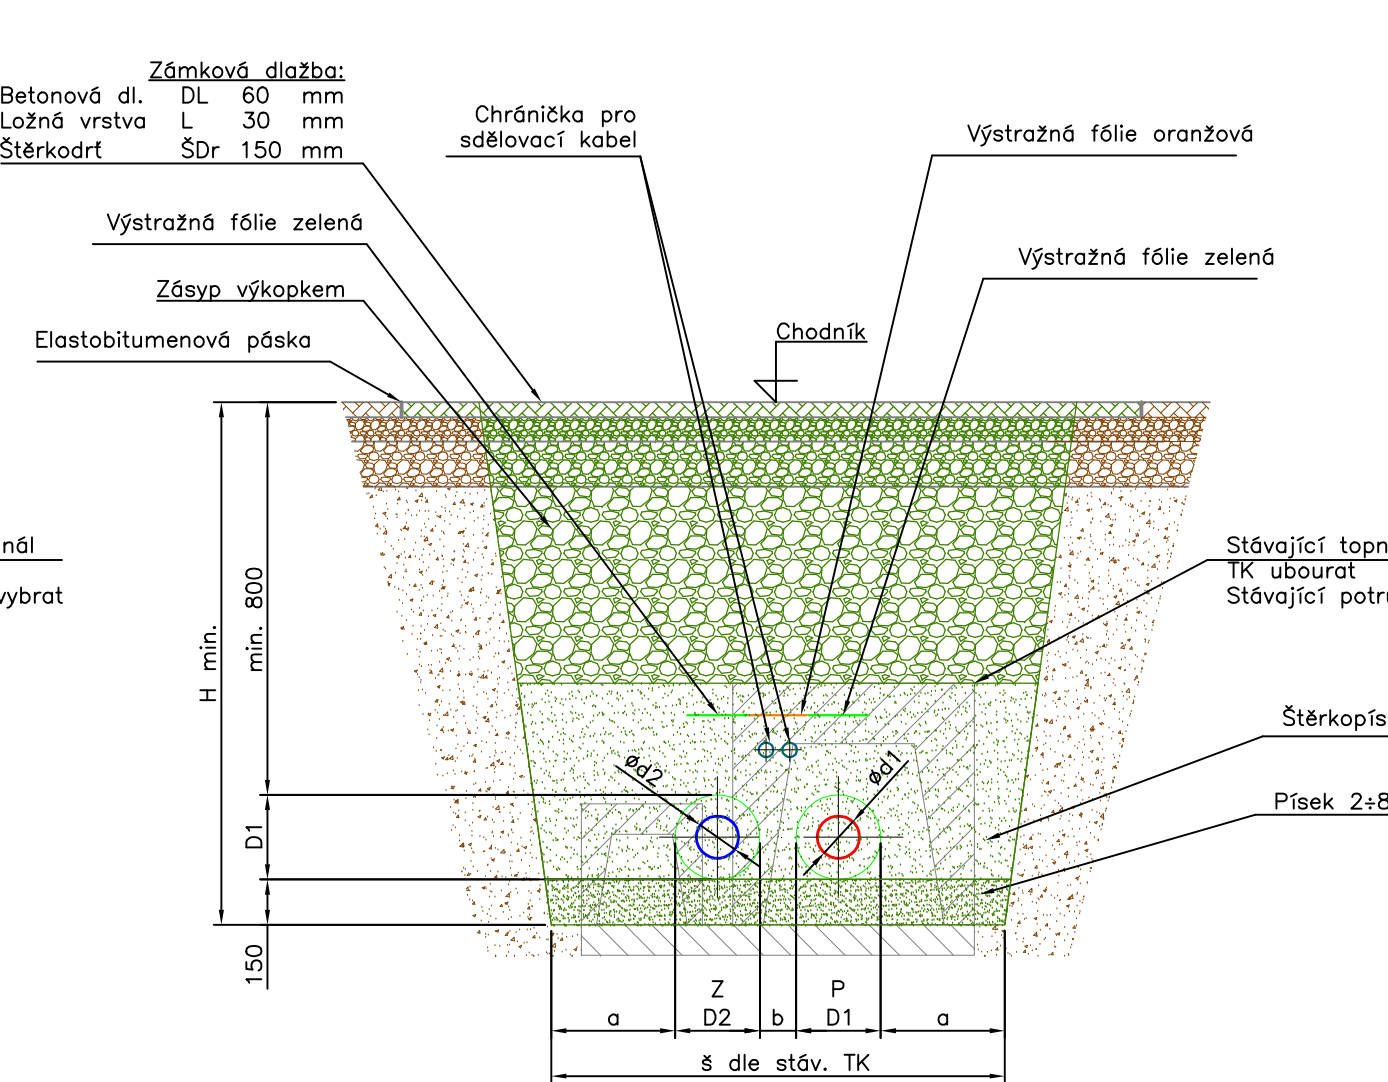 Zámková dlažba:
Betonová dl. DL 60 mm
Ložná vrstva L 30 mm
Štěrkodrť ŠDr 150 mm
Chránička pro
sdělovací kabel
Výstražná fólie oranžová
Výstražná fólie zelená
Výstražná fólie zelená
Zásyp výkopkem
Elastobitumenová páska
Chodník
nál
vybrat
Stávající topn
TK ubourat
Stávající potru
Štěrkopís
Písek 2÷8
H min.
min. 800
D1
150
ød2
ød1
Z
D2
P
D1
a
b
a
š dle stáv. TK